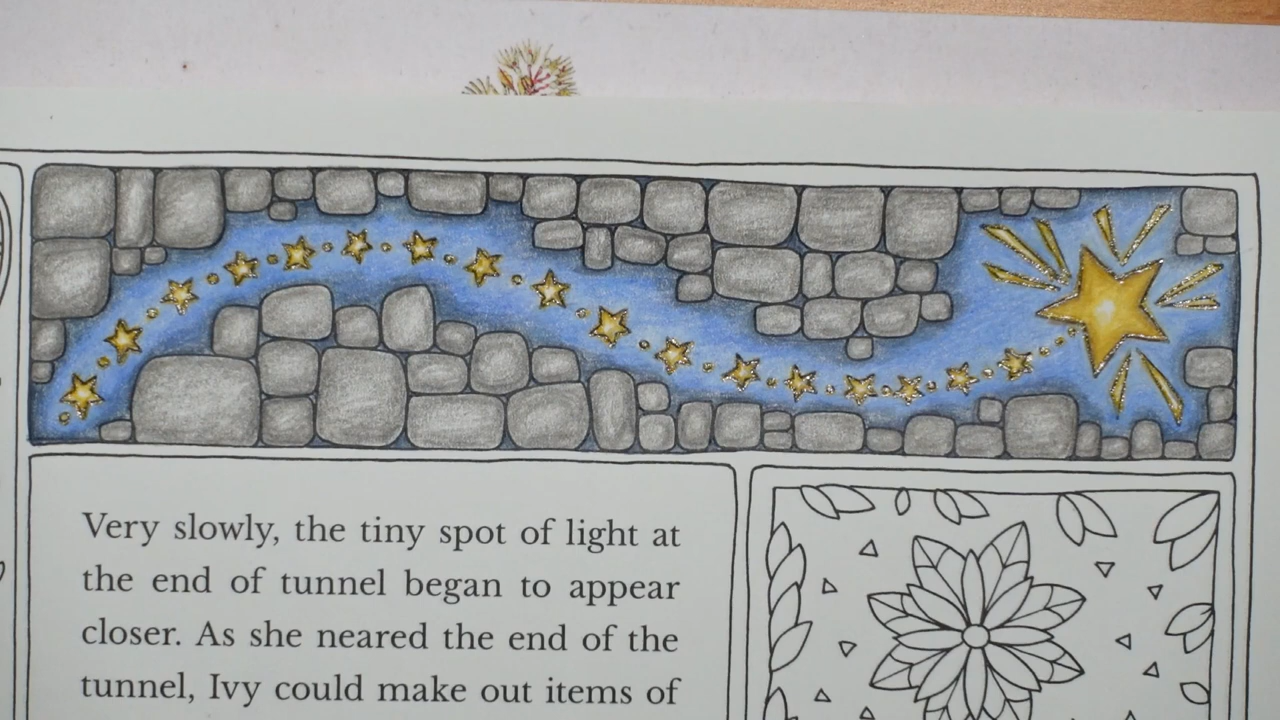 Very slowly, the tiny spot of light at
the end of tunnel began to appear
closer. As she neared the end of the
tunnel, Ivy could make out items of